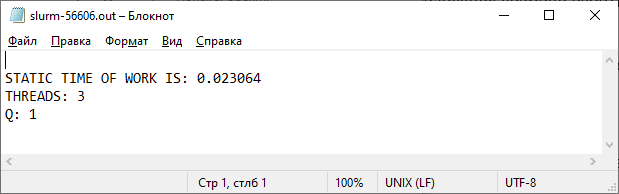 slurm-56606.out – Блокнот
Файл Правка Формат Вид Справка
STATIC TIME OF WORK IS: 0.023064
THREADS: 3
Q: 1
Стр 1, стлб 1 100% UNIX (LF) UTF-8